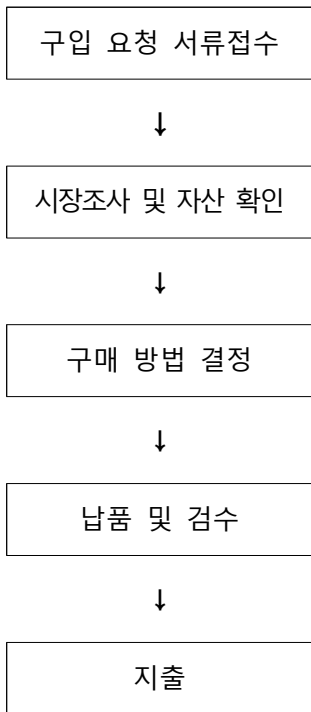 구입 요청 서류접수
↓
시장조사 및 자산 확인
↓
구매 방법 결정
↓
납품 및 검수
↓
지출